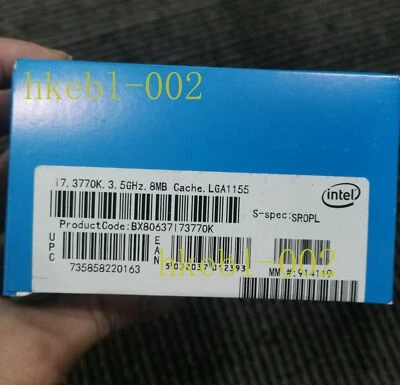 hkebl-002
i7.3770K.3.5GHz.8MB Cache.LGA1155
intel
S-spec:SR0PL
ProductCode:BX80637I73770K
UPC
EAN
735858220163
5032037012393
hkebl-002
MM #:914140